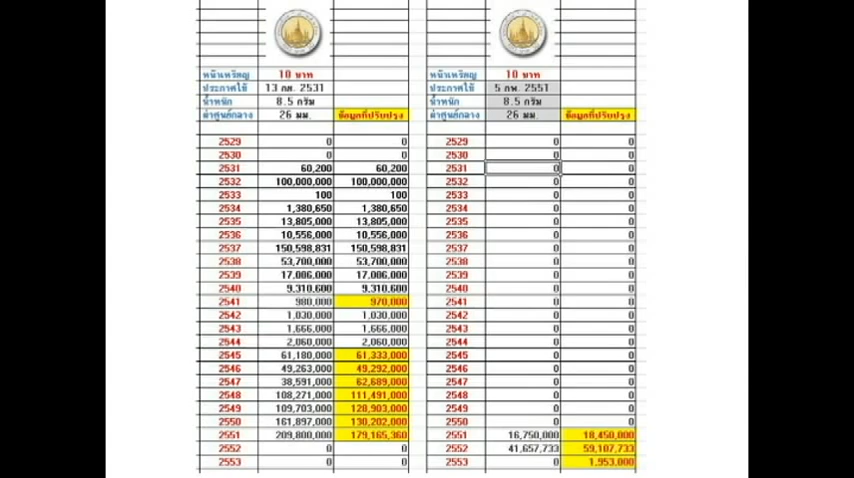 หน้าเหรียญ 10 บาท หน้าเหรียญ 10 บาท
ประกาศใช้ 13 กย. 2531 ประกาศใช้ 5 กพ. 2551
น้ำหนัก 8.5 กรัม น้ำหนัก 8.5 กรัม
ผ่าศูนย์กลาง 26 มม. ข้อมูลที่ปรับปรุง ผ่าศูนย์กลาง 26 มม. ข้อมูลที่ปรับปรุง
2529 0 0 2529 0 0
2530 0 0 2530 0 0
2531 60,200 60,200 2531 0 0
2532 100,000,000 100,000,000 2532 0 0
2533 100 100 2533 0 0
2534 1,380,650 1,380,650 2534 0 0
2535 13,805,000 13,805,000 2535 0 0
2536 10,556,000 10,556,000 2536 0 0
2537 150,598,831 150,598,831 2537 0 0
2538 53,700,000 53,700,000 2538 0 0
2539 17,006,000 17,006,000 2539 0 0
2540 9,310,600 9,310,600 2540 0 0
2541 980,000 970,000 2541 0 0
2542 1,030,000 1,030,000 2542 0 0
2543 1,666,000 1,666,000 2543 0 0
2544 2,060,000 2,060,000 2544 0 0
2545 61,180,000 61,333,000 2545 0 0
2546 49,263,000 49,292,000 2546 0 0
2547 38,591,000 62,689,000 2547 0 0
2548 108,271,000 111,491,000 2548 0 0
2549 109,703,000 128,903,000 2549 0 0
2550 161,897,000 130,202,000 2550 0 0
2551 209,800,000 179,165,360 2551 16,750,000 18,450,000
2552 0 0 2552 41,657,733 59,107,733
2553 0 0 2553 0 1,953,000